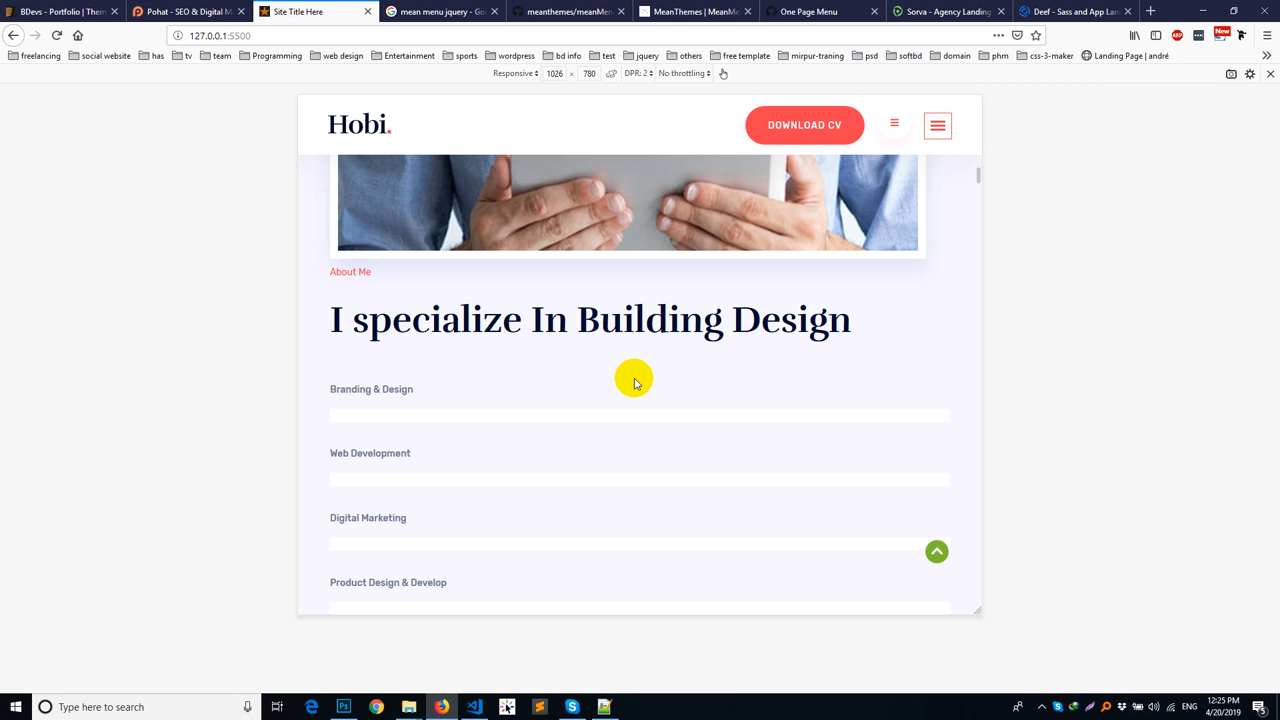 BDevs - Portfolio | Them
Pohat - SEO & Digital M
Site Title Here
mean menu jquery - Goo
meanthemes/meanMen
MeanThemes | MeanMe
One Page Menu
Sorva - Agency Landing
Deef - Sass and App Lan
127.0.0.1:5500
New
freelancing
social website
has
tv
team
Programming
web design
Entertainment
sports
wordpress
bd info
test
jquery
others
free template
mirpur-traning
psd
softbd
domain
phm
css-3-maker
Landing Page | andré
Responsive 1026 × 780 DPR: 2 No throttling
Hobi.
DOWNLOAD CV
About Me
I specialize In Building Design
Branding & Design
Web Development
Digital Marketing
Product Design & Develop
Type here to search
ENG
12:25 PM
4/20/2019
5